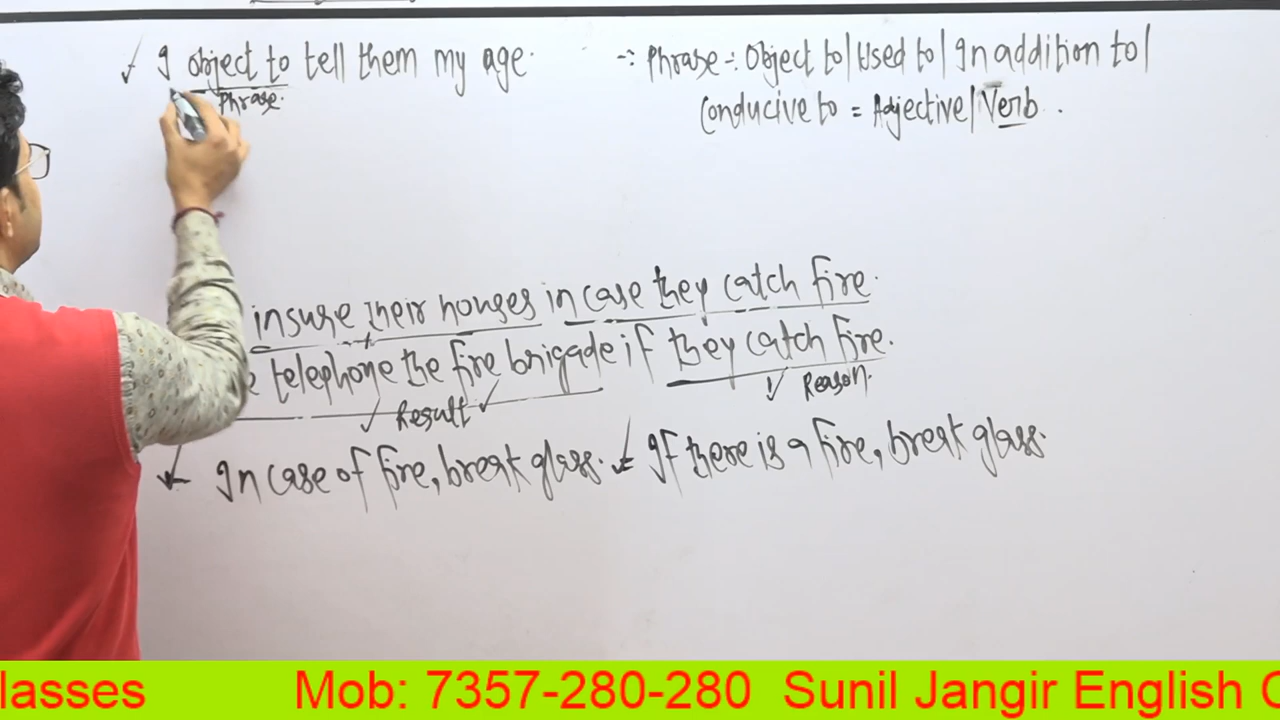 I object to tell them my age.
Phrase.
Phrase :- Object to / Used to / In addition to /
Conducive to = Adjective / Verb .
insure their houses in case they catch fire.
telephone the fire brigade if they catch fire.
Result
Reason.
In case of fire, break glass.
If there is a fire, break glass.
lasses Mob: 7357-280-280 Sunil Jangir English C